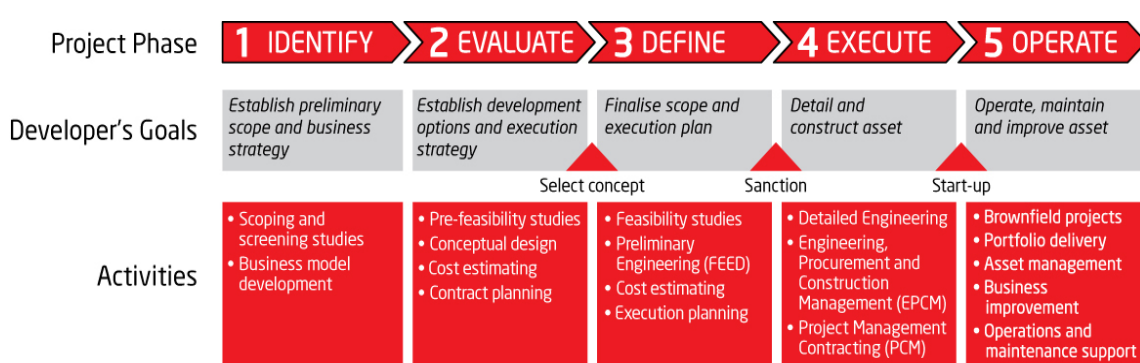 Project Phase
1 IDENTIFY
2 EVALUATE
3 DEFINE
4 EXECUTE
5 OPERATE
Developer's Goals
Establish preliminary
scope and business
strategy
Establish development
options and execution
strategy
Finalise scope and
execution plan
Detail and
construct asset
Operate, maintain
and improve asset
Select concept
Sanction
Start-up
Activities
• Scoping and
screening studies
• Business model
development
• Pre-feasibility studies
• Conceptual design
• Cost estimating
• Contract planning
• Feasibility studies
• Preliminary
Engineering (FEED)
• Cost estimating
• Execution planning
• Detailed Engineering
• Engineering,
Procurement and
Construction
Management (EPCM)
• Project Management
Contracting (PCM)
• Brownfield projects
• Portfolio delivery
• Asset management
• Business
improvement
• Operations and
maintenance support